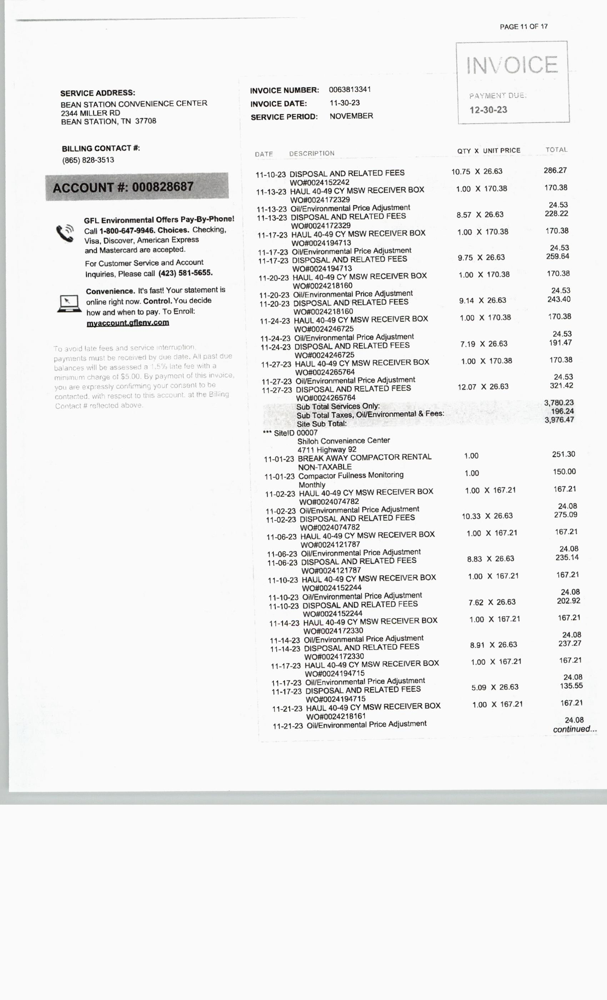 PAGE 11 OF 17
INVOICE
PAYMENT DUE:
12-30-23
SERVICE ADDRESS:
BEAN STATION CONVENIENCE CENTER
2344 MILLER RD
BEAN STATION, TN 37708
INVOICE NUMBER: 0063813341
INVOICE DATE: 11-30-23
SERVICE PERIOD: NOVEMBER
BILLING CONTACT #:
(865) 828-3513
ACCOUNT #: 000828687
GFL Environmental Offers Pay-By-Phone!
Call 1-800-647-9946. Choices. Checking,
Visa, Discover, American Express
and Mastercard are accepted.
For Customer Service and Account
Inquiries, Please call (423) 581-5655.
Convenience. It's fast! Your statement is
online right now. Control. You decide
how and when to pay. To Enroll:
myaccount.gflenv.com
To avoid late fees and service interruption,
payments must be received by due date. All past due
balances will be assessed a 1.5% late fee with a
minimum charge of $5.00. By payment of this invoice,
you are expressly confirming your consent to be
contacted, with respect to this account, at the Billing
Contact # reflected above.
DATE DESCRIPTION QTY X UNIT PRICE TOTAL
11-10-23 DISPOSAL AND RELATED FEES 10.75 X 26.63 286.27
WO#0024152242
11-13-23 HAUL 40-49 CY MSW RECEIVER BOX 1.00 X 170.38 170.38
WO#0024172329
11-13-23 Oil/Environmental Price Adjustment 24.53
11-13-23 DISPOSAL AND RELATED FEES 8.57 X 26.63 228.22
WO#0024172329
11-17-23 HAUL 40-49 CY MSW RECEIVER BOX 1.00 X 170.38 170.38
WO#0024194713
11-17-23 Oil/Environmental Price Adjustment 24.53
11-17-23 DISPOSAL AND RELATED FEES 9.75 X 26.63 259.64
WO#0024194713
11-20-23 HAUL 40-49 CY MSW RECEIVER BOX 1.00 X 170.38 170.38
WO#0024218160
11-20-23 Oil/Environmental Price Adjustment 24.53
11-20-23 DISPOSAL AND RELATED FEES 9.14 X 26.63 243.40
WO#0024218160
11-24-23 HAUL 40-49 CY MSW RECEIVER BOX 1.00 X 170.38 170.38
WO#0024246725
11-24-23 Oil/Environmental Price Adjustment 24.53
11-24-23 DISPOSAL AND RELATED FEES 7.19 X 26.63 191.47
WO#0024246725
11-27-23 HAUL 40-49 CY MSW RECEIVER BOX 1.00 X 170.38 170.38
WO#0024265764
11-27-23 Oil/Environmental Price Adjustment 24.53
11-27-23 DISPOSAL AND RELATED FEES 12.07 X 26.63 321.42
WO#0024265764
Sub Total Services Only: 3,780.23
Sub Total Taxes, Oil/Environmental & Fees: 196.24
Site Sub Total: 3,976.47
*** SiteID 00007
Shiloh Convenience Center
4711 Highway 92
11-01-23 BREAK AWAY COMPACTOR RENTAL 1.00 251.30
NON-TAXABLE
11-01-23 Compactor Fullness Monitoring 1.00 150.00
Monthly
11-02-23 HAUL 40-49 CY MSW RECEIVER BOX 1.00 X 167.21 167.21
WO#0024074782
11-02-23 Oil/Environmental Price Adjustment 24.08
11-02-23 DISPOSAL AND RELATED FEES 10.33 X 26.63 275.09
WO#0024074782
11-06-23 HAUL 40-49 CY MSW RECEIVER BOX 1.00 X 167.21 167.21
WO#0024121787
11-06-23 Oil/Environmental Price Adjustment 24.08
11-06-23 DISPOSAL AND RELATED FEES 8.83 X 26.63 235.14
WO#0024121787
11-10-23 HAUL 40-49 CY MSW RECEIVER BOX 1.00 X 167.21 167.21
WO#0024152244
11-10-23 Oil/Environmental Price Adjustment 24.08
11-10-23 DISPOSAL AND RELATED FEES 7.62 X 26.63 202.92
WO#0024152244
11-14-23 HAUL 40-49 CY MSW RECEIVER BOX 1.00 X 167.21 167.21
WO#0024172330
11-14-23 Oil/Environmental Price Adjustment 24.08
11-14-23 DISPOSAL AND RELATED FEES 8.91 X 26.63 237.27
WO#0024172330
11-17-23 HAUL 40-49 CY MSW RECEIVER BOX 1.00 X 167.21 167.21
WO#0024194715
11-17-23 Oil/Environmental Price Adjustment 24.08
11-17-23 DISPOSAL AND RELATED FEES 5.09 X 26.63 135.55
WO#0024194715
11-21-23 HAUL 40-49 CY MSW RECEIVER BOX 1.00 X 167.21 167.21
WO#0024218161
11-21-23 Oil/Environmental Price Adjustment 24.08
continued...